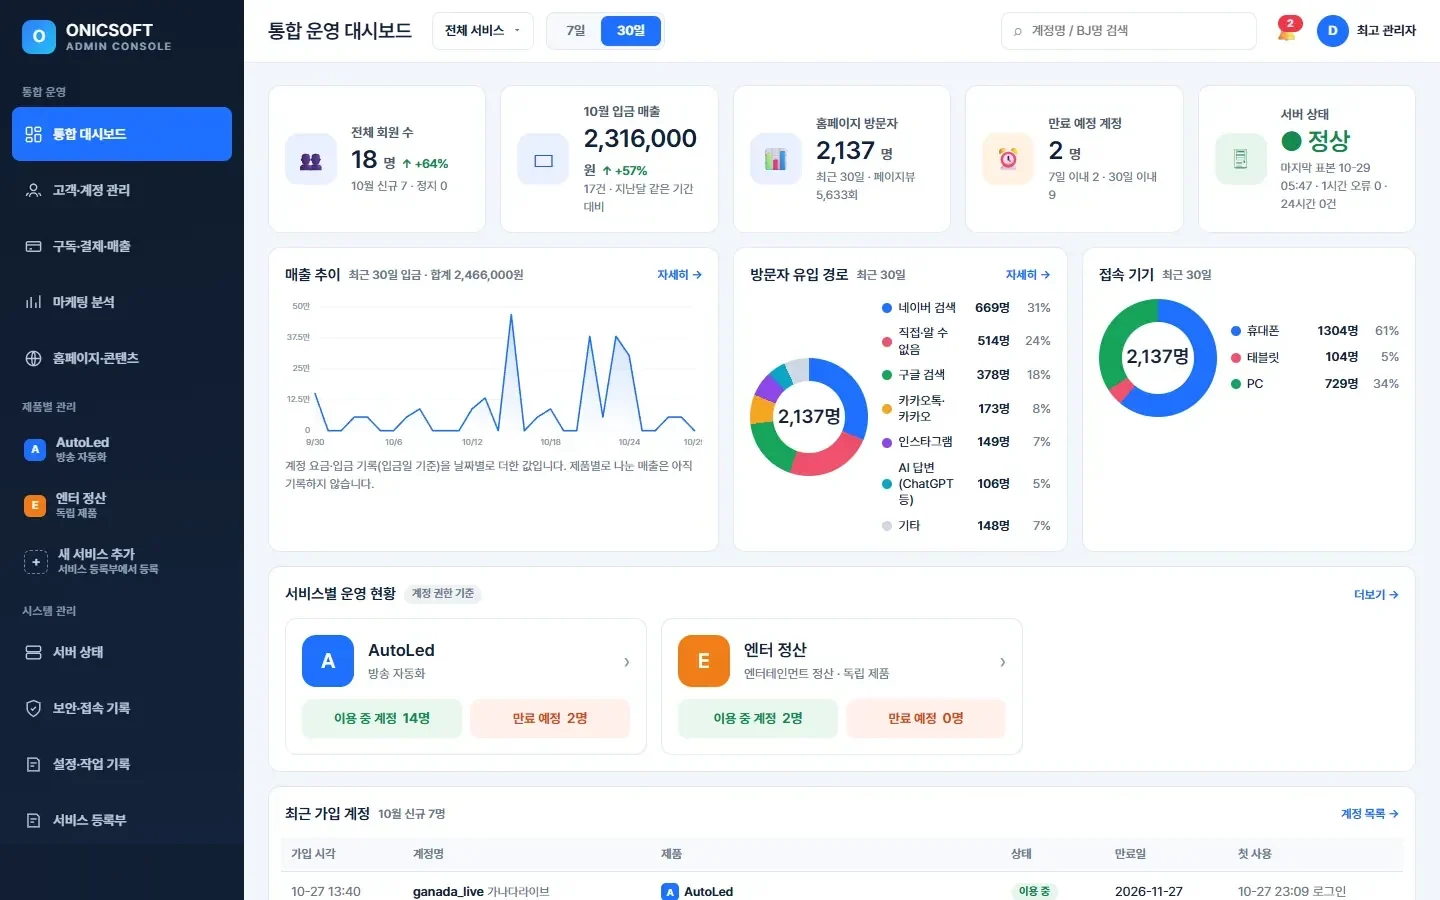 ONICSOFT
ADMIN CONSOLE
통합 운영
통합 대시보드
고객·계정 관리
구독·결제·매출
마케팅 분석
홈페이지·콘텐츠
제품별 관리
A
AutoLed
방송 자동화
E
엔터 정산
독립 제품
+
새 서비스 추가
서비스 등록부에서 등록
시스템 관리
서버 상태
보안·접속 기록
설정·작업 기록
서비스 등록부
통합 운영 대시보드
전체 서비스
7일
30일
계정명 / BJ명 검색
2
D
최고 관리자
전체 회원 수
18 명 ↑ +64%
10월 신규 7 · 정지 0
10월 입금 매출
2,316,000
원 ↑ +57%
17건 · 지난달 같은 기간
대비
홈페이지 방문자
2,137 명
최근 30일 · 페이지뷰
5,633회
만료 예정 계정
2 명
7일 이내 2 · 30일 이내
9
서버 상태
정상
마지막 표본 10-29
05:47 · 1시간 오류 0 ·
24시간 0건
매출 추이 최근 30일 입금 · 합계 2,466,000원
자세히 →
50만
37.5만
25만
12.5만
0
9/30 10/6 10/12 10/18 10/24 10/2
계정 요금·입금 기록(입금일 기준)을 날짜별로 더한 값입니다. 제품별로 나눈 매출은 아직
기록하지 않습니다.
방문자 유입 경로 최근 30일
자세히 →
2,137명
네이버 검색 669명 31%
직접·알 수
없음 514명 24%
구글 검색 378명 18%
카카오톡·
카카오 173명 8%
인스타그램 149명 7%
AI 답변
(ChatGPT
등) 106명 5%
기타 148명 7%
접속 기기 최근 30일
2,137명
휴대폰 1304명 61%
태블릿 104명 5%
PC 729명 34%
서비스별 운영 현황 계정 권한 기준
더보기 →
A
AutoLed
방송 자동화
이용 중 계정 14명
만료 예정 2명
E
엔터 정산
엔터테인먼트 정산 · 독립 제품
이용 중 계정 2명
만료 예정 0명
최근 가입 계정 10월 신규 7명
계정 목록 →
가입 시각 계정명 제품 상태 만료일 첫 사용
10-27 13:40 ganada_live 가나다라이브 A AutoLed 이용 중 2026-11-27 10-27 23:09 로그인